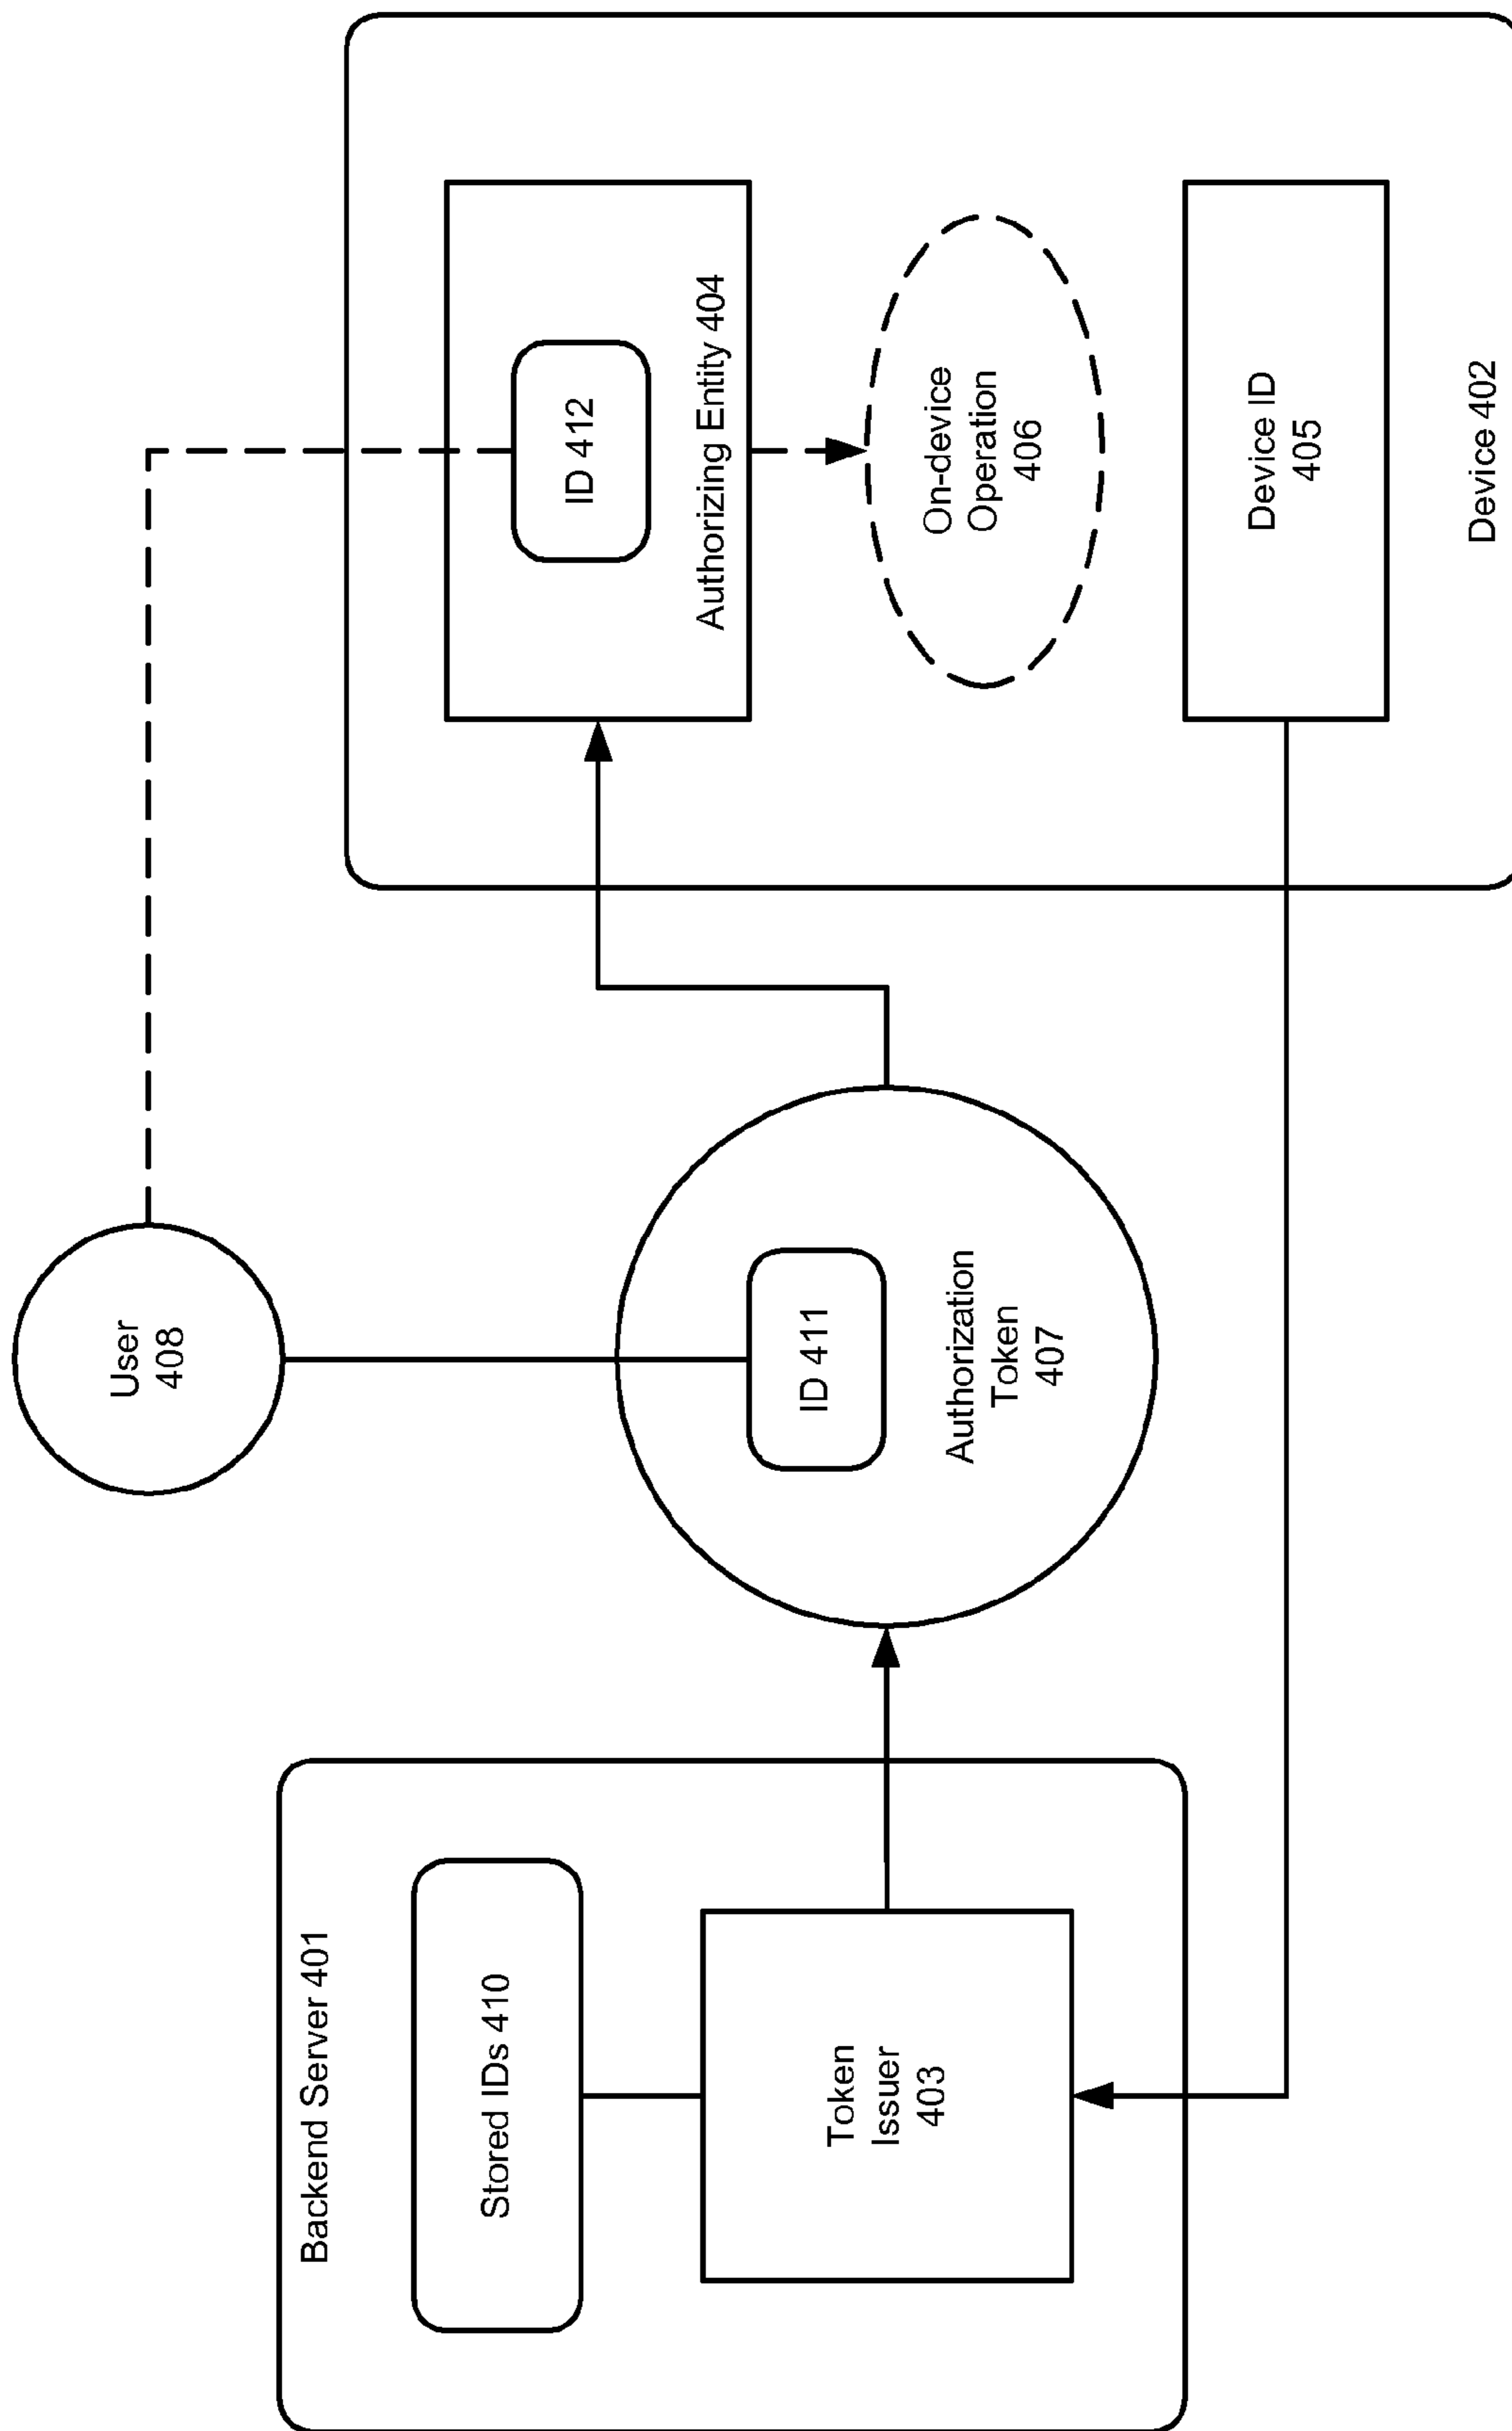 User
408
Backend Server 401
Stored IDs 410
Token
Issuer
403
ID 411
Authorization
Token
407
ID 412
Authorizing Entity 404
On-device
Operation
406
Device ID
405
Device 402